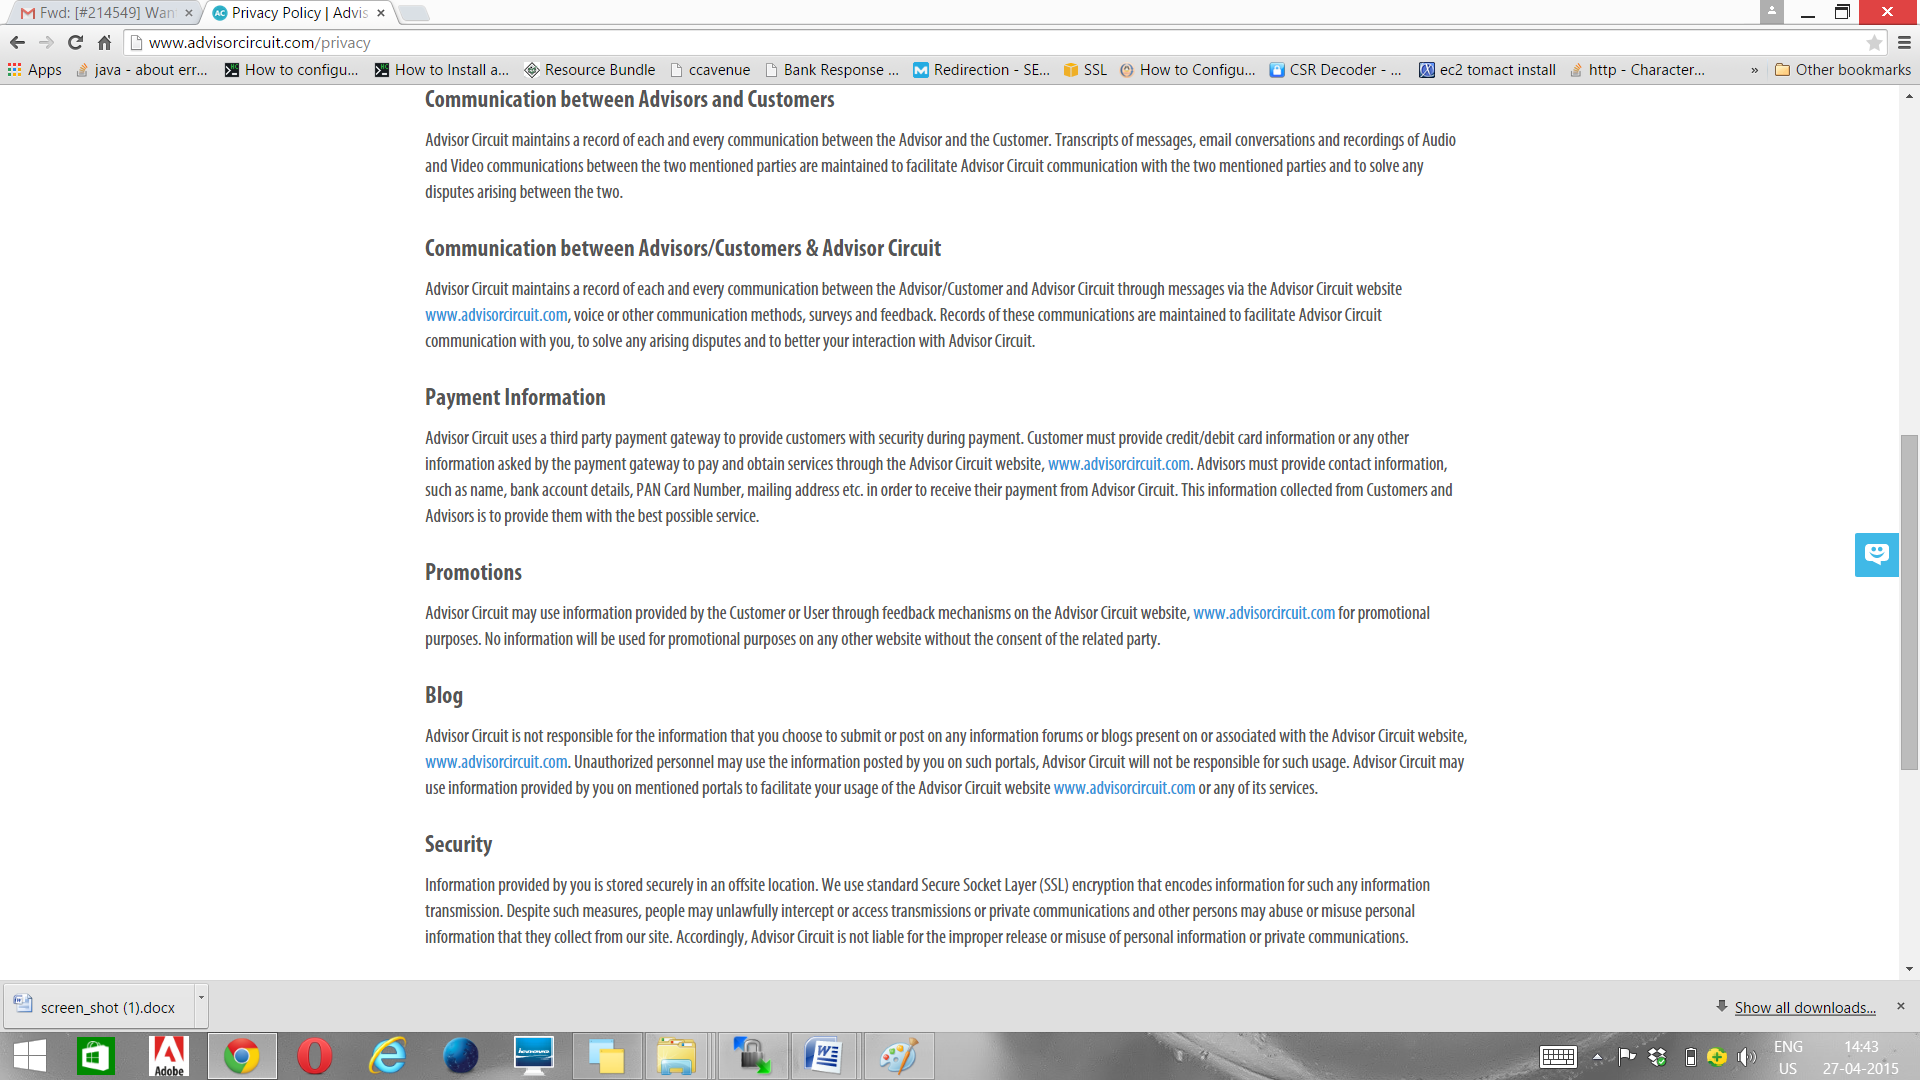 Fwd: [#214549] Wan
Privacy Policy | Advis
www.advisorcircuit.com/privacy
Apps
java - about err...
How to configu...
How to Install a...
Resource Bundle
ccavenue
Bank Response ...
Redirection - SE...
SSL
How to Configu...
CSR Decoder - ...
ec2 tomact install
http - Character...
»
Other bookmarks
Communication between Advisors and Customers
Advisor Circuit maintains a record of each and every communication between the Advisor and the Customer. Transcripts of messages, email conversations and recordings of Audio
and Video communications between the two mentioned parties are maintained to facilitate Advisor Circuit communication with the two mentioned parties and to solve any
disputes arising between the two.
Communication between Advisors/Customers & Advisor Circuit
Advisor Circuit maintains a record of each and every communication between the Advisor/Customer and Advisor Circuit through messages via the Advisor Circuit website
www.advisorcircuit.com, voice or other communication methods, surveys and feedback. Records of these communications are maintained to facilitate Advisor Circuit
communication with you, to solve any arising disputes and to better your interaction with Advisor Circuit.
Payment Information
Advisor Circuit uses a third party payment gateway to provide customers with security during payment. Customer must provide credit/debit card information or any other
information asked by the payment gateway to pay and obtain services through the Advisor Circuit website, www.advisorcircuit.com. Advisors must provide contact information,
such as name, bank account details, PAN Card Number, mailing address etc. in order to receive their payment from Advisor Circuit. This information collected from Customers and
Advisors is to provide them with the best possible service.
Promotions
Advisor Circuit may use information provided by the Customer or User through feedback mechanisms on the Advisor Circuit website, www.advisorcircuit.com for promotional
purposes. No information will be used for promotional purposes on any other website without the consent of the related party.
Blog
Advisor Circuit is not responsible for the information that you choose to submit or post on any information forums or blogs present on or associated with the Advisor Circuit website,
www.advisorcircuit.com. Unauthorized personnel may use the information posted by you on such portals, Advisor Circuit will not be responsible for such usage. Advisor Circuit may
use information provided by you on mentioned portals to facilitate your usage of the Advisor Circuit website www.advisorcircuit.com or any of its services.
Security
Information provided by you is stored securely in an offsite location. We use standard Secure Socket Layer (SSL) encryption that encodes information for such any information
transmission. Despite such measures, people may unlawfully intercept or access transmissions or private communications and other persons may abuse or misuse personal
information that they collect from our site. Accordingly, Advisor Circuit is not liable for the improper release or misuse of personal information or private communications.
screen_shot (1).docx
Show all downloads...
Adobe
ENG
US
14:43
27-04-2015